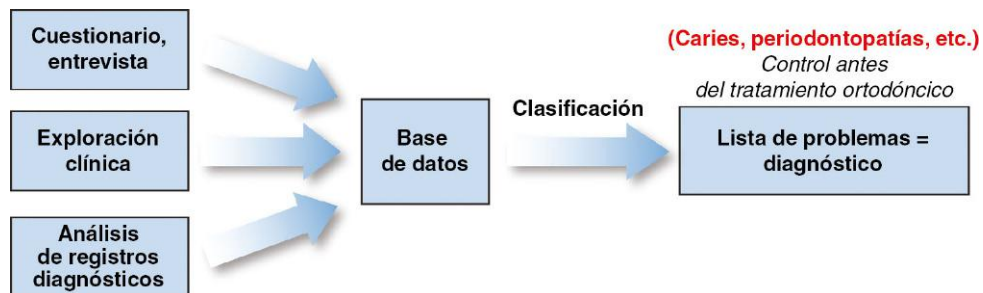 Cuestionario,
entrevista
Exploración
clínica
Análisis
de registros
diagnósticos
Base
de datos
Clasificación
(Caries, periodontopatías, etc.)
Control antes
del tratamiento ortodóncico
Lista de problemas =
diagnóstico